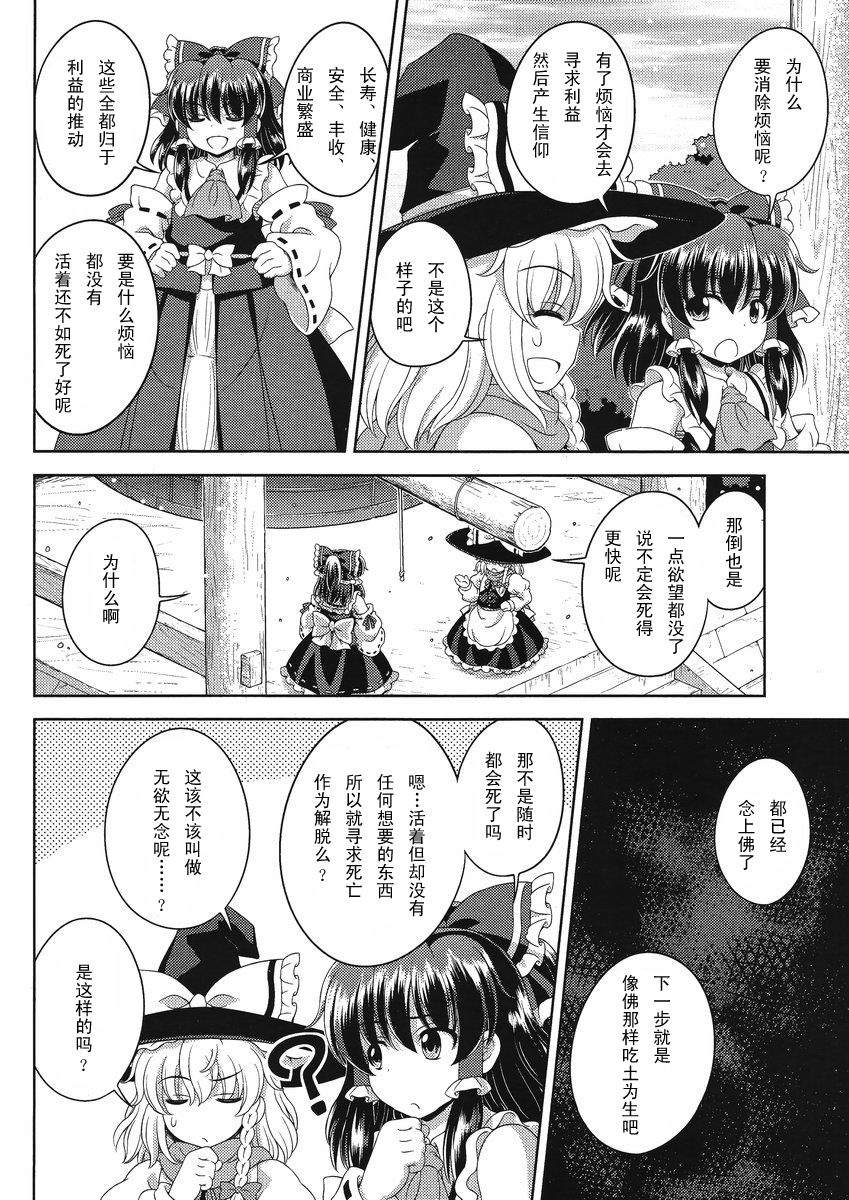 为什么
要消除烦恼呢？
有了烦恼才会去
寻求利益
然后产生信仰
不是这个
样子的吧
长寿、健康、
安全、丰收、
商业繁盛
这些全都归于
利益的推动
要是什么烦恼
都没有
活着还不如死了好呢
那倒也是
一点欲望都没了
说不定会死得
更快呢
为什么啊
都已经
念上佛了
下一步就是
像佛那样吃土为生吧
那不是随时
都会死了吗
嗯…活着但却没有
任何想要的东西
所以就寻求死亡
作为解脱么？
这该不该叫做
无欲无念呢……？
是这样的吗？
?